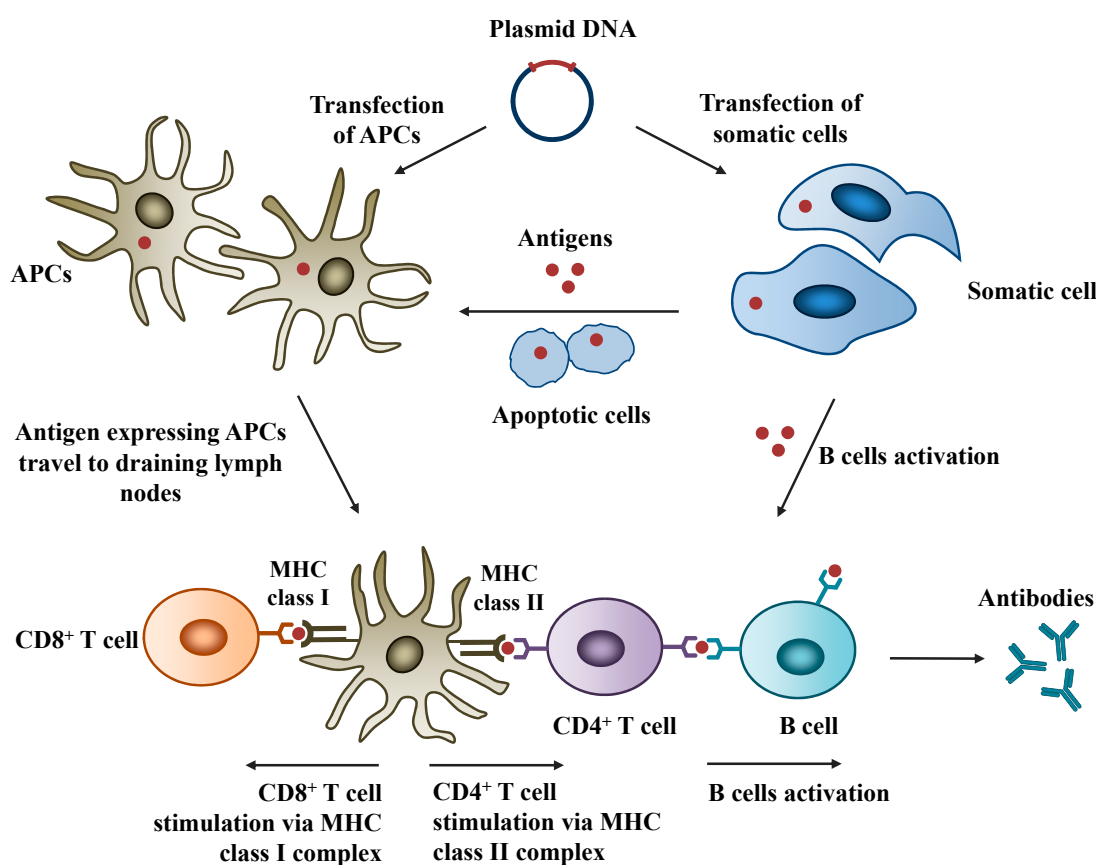 Plasmid DNA
Transfection
of APCs
Transfection of
somatic cells
APCs
Antigens
Somatic cell
Apoptotic cells
Antigen expressing APCs
travel to draining lymph
nodes
B cells activation
MHC
class I
MHC
class II
CD8⁺ T cell
Antibodies
CD4⁺ T cell
B cell
CD8⁺ T cell
stimulation via MHC
class I complex
CD4⁺ T cell
stimulation via MHC
class II complex
B cells activation